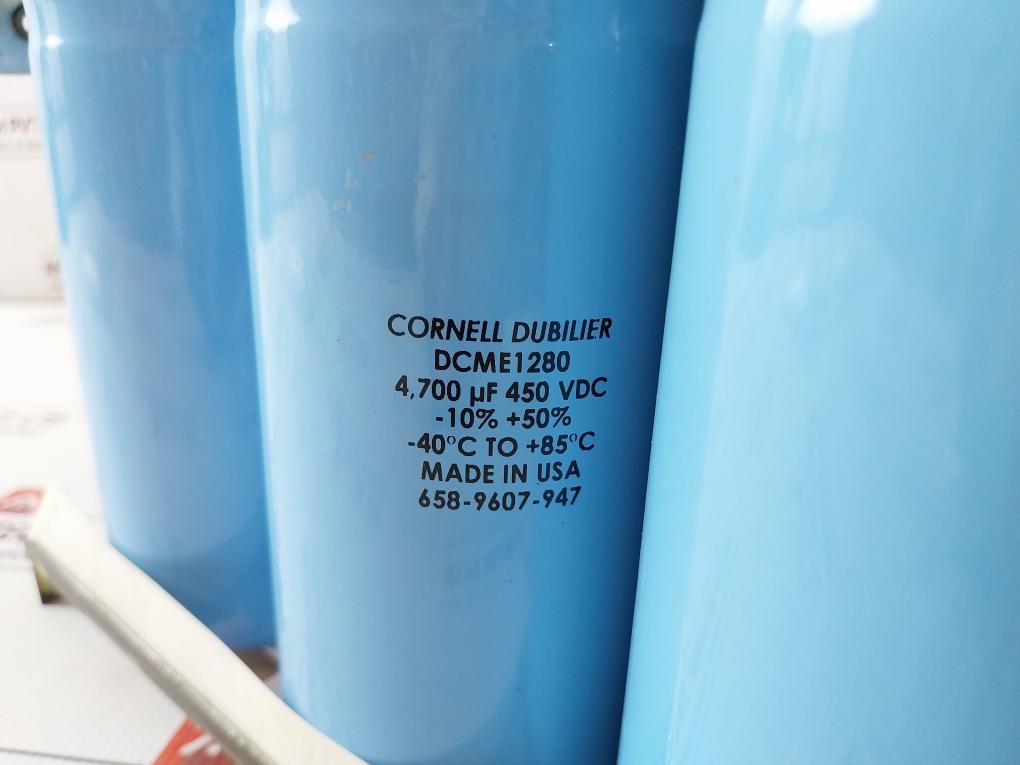 CORNELL DUBILIER
DCME1280
4,700 µF 450 VDC
-10% +50%
-40°C TO +85°C
MADE IN USA
658-9607-947